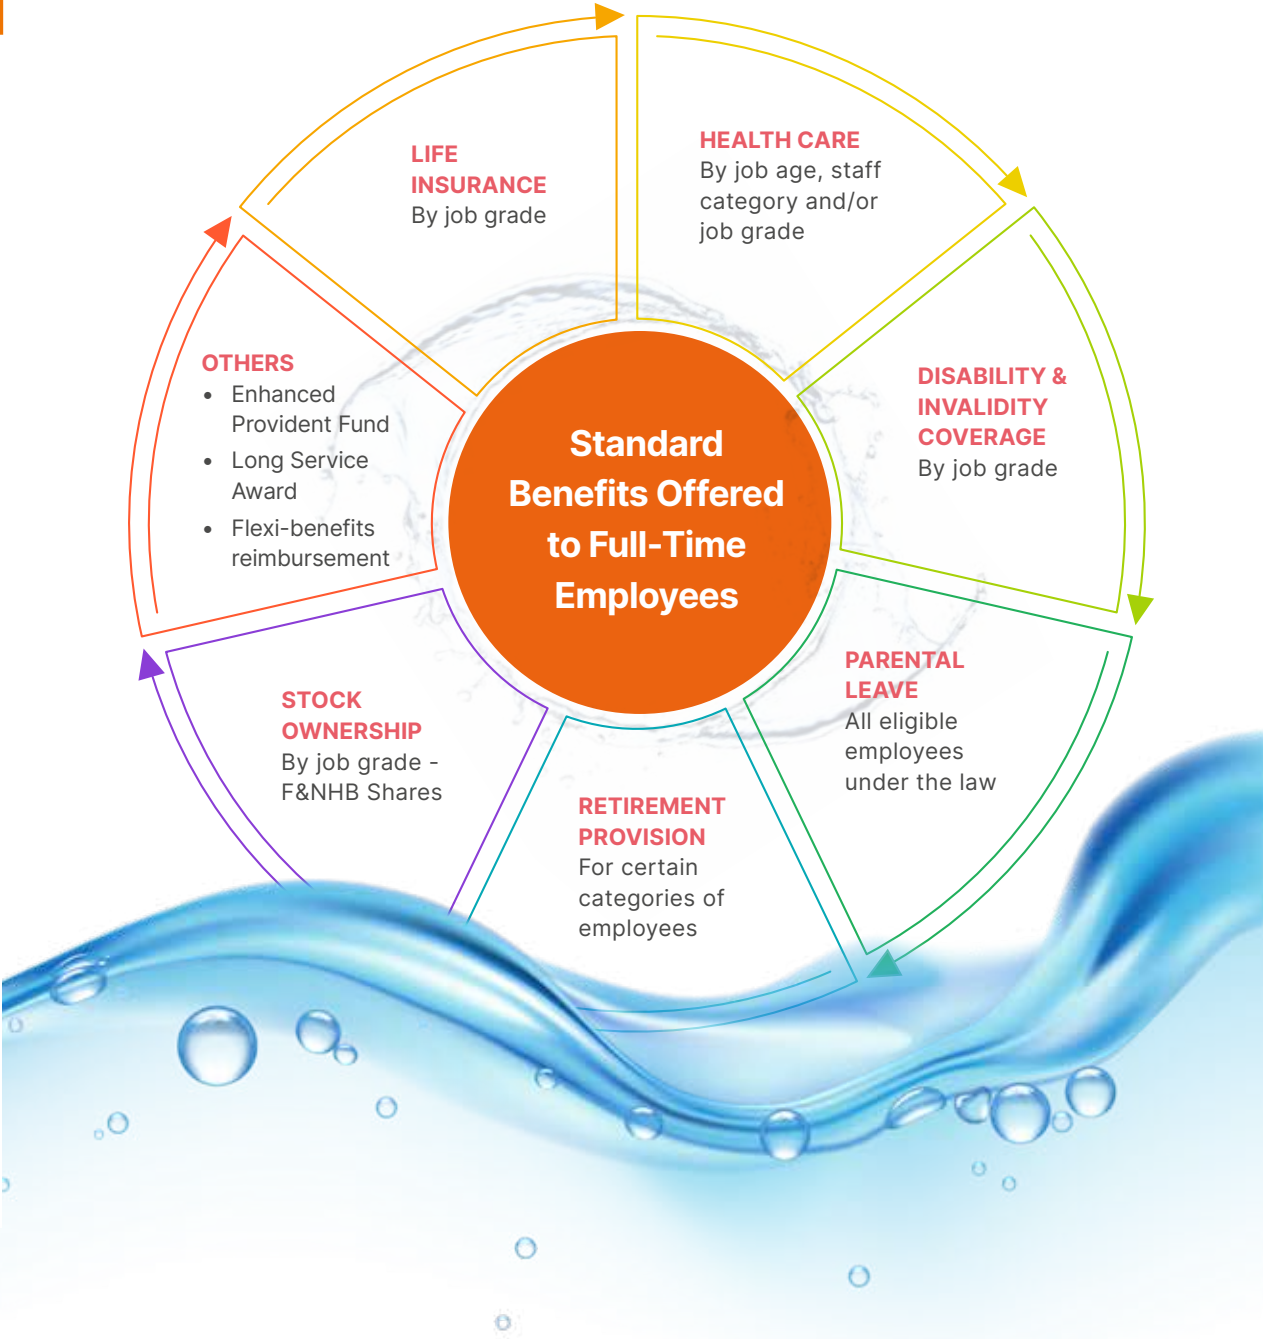 Standard
Benefits Offered
to Full-Time
Employees
LIFE
INSURANCE
By job grade
HEALTH CARE
By job age, staff
category and/or
job grade
DISABILITY &
INVALIDITY
COVERAGE
By job grade
PARENTAL
LEAVE
All eligible
employees
under the law
RETIREMENT
PROVISION
For certain
categories of
employees
STOCK
OWNERSHIP
By job grade -
F&NHB Shares
OTHERS
• Enhanced
Provident Fund
• Long Service
Award
• Flexi-benefits
reimbursement